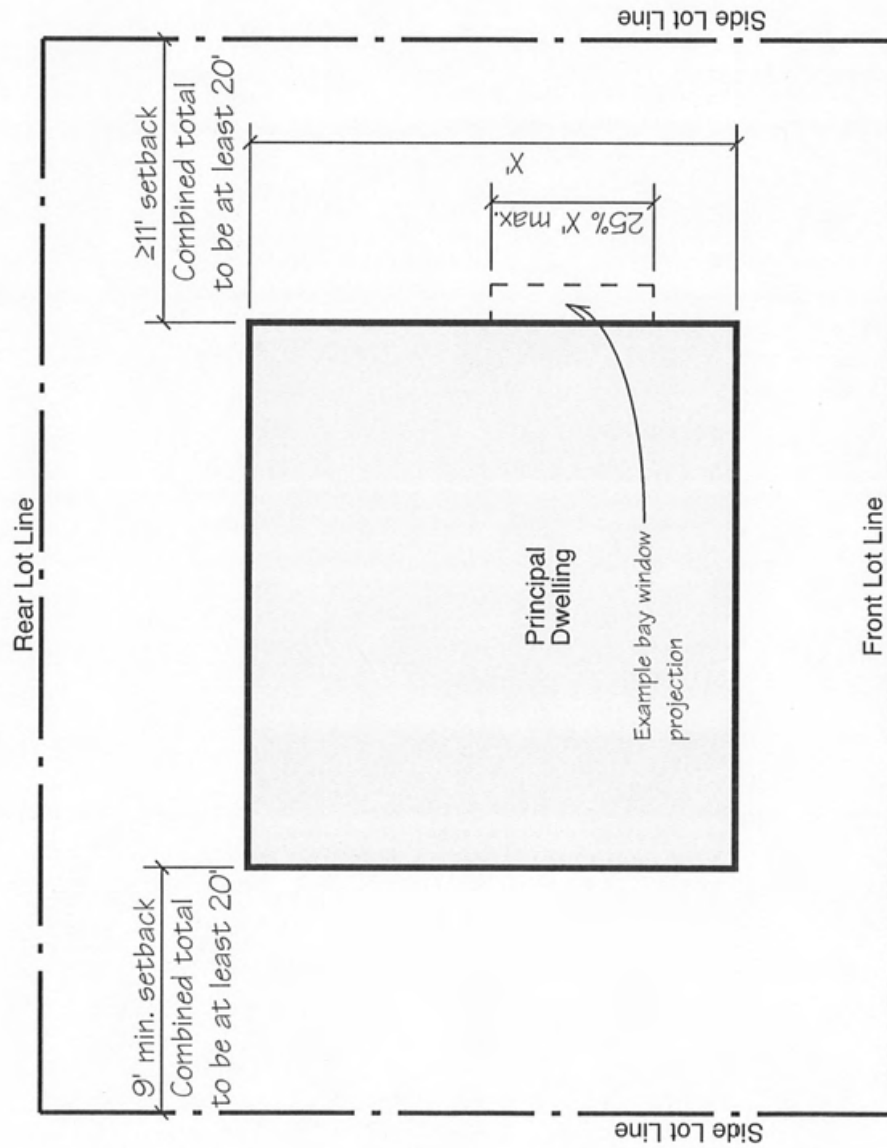 Side Lot Line
Rear Lot Line
9' min. setback
Combined total
to be at least 20'
≥11' setback
Combined total
to be at least 20'
X'
25% X' max.
Principal
Dwelling
Example bay window
projection
Front Lot Line
Side Lot Line